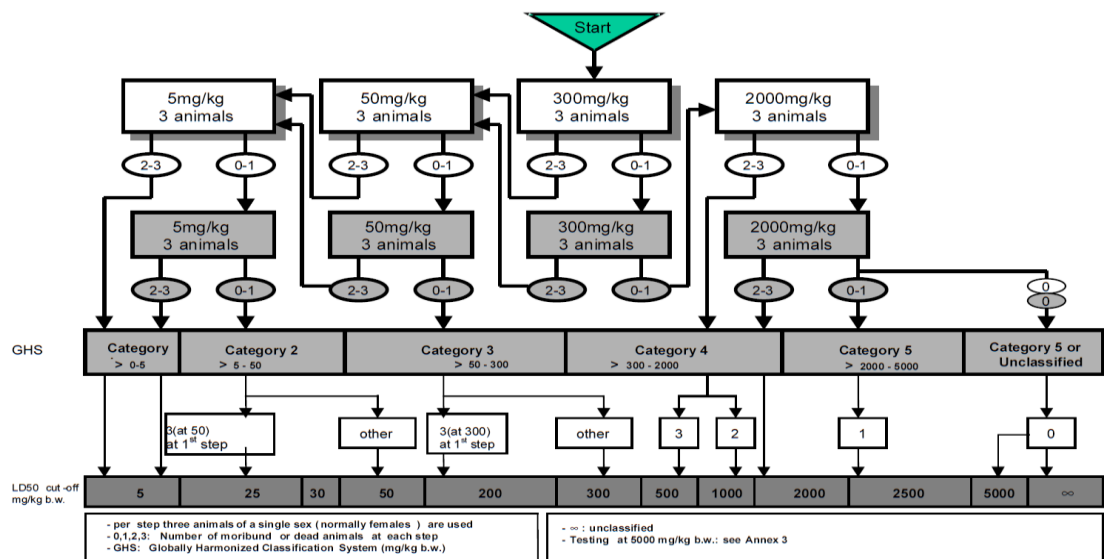 Start
5mg/kg
3 animals
50mg/kg
3 animals
300mg/kg
3 animals
2000mg/kg
3 animals
2-3
0-1
2-3
0-1
2-3
0-1
2-3
0-1
5mg/kg
3 animals
50mg/kg
3 animals
300mg/kg
3 animals
2000mg/kg
3 animals
2-3
0-1
2-3
0-1
2-3
0-1
2-3
0-1
0
0
GHS
Category
> 0-5
Category 2
> 5 - 50
Category 3
> 50 - 300
Category 4
> 300 - 2000
Category 5
> 2000 - 5000
Category 5 or
Unclassified
3(at 50)
at 1st step
other
3(at 300)
at 1st step
other
3
2
1
0
LD50 cut-off
mg/kg b.w.
5
25
30
50
200
300
500
1000
2000
2500
5000
∞
- per step three animals of a single sex ( normally females ) are used
- 0,1,2,3: Number of moribund or dead animals at each step
- GHS: Globally Harmonized Classification System (mg/kg b.w.)
- ∞ : unclassified
- Testing at 5000 mg/kg b.w.: see Annex 3